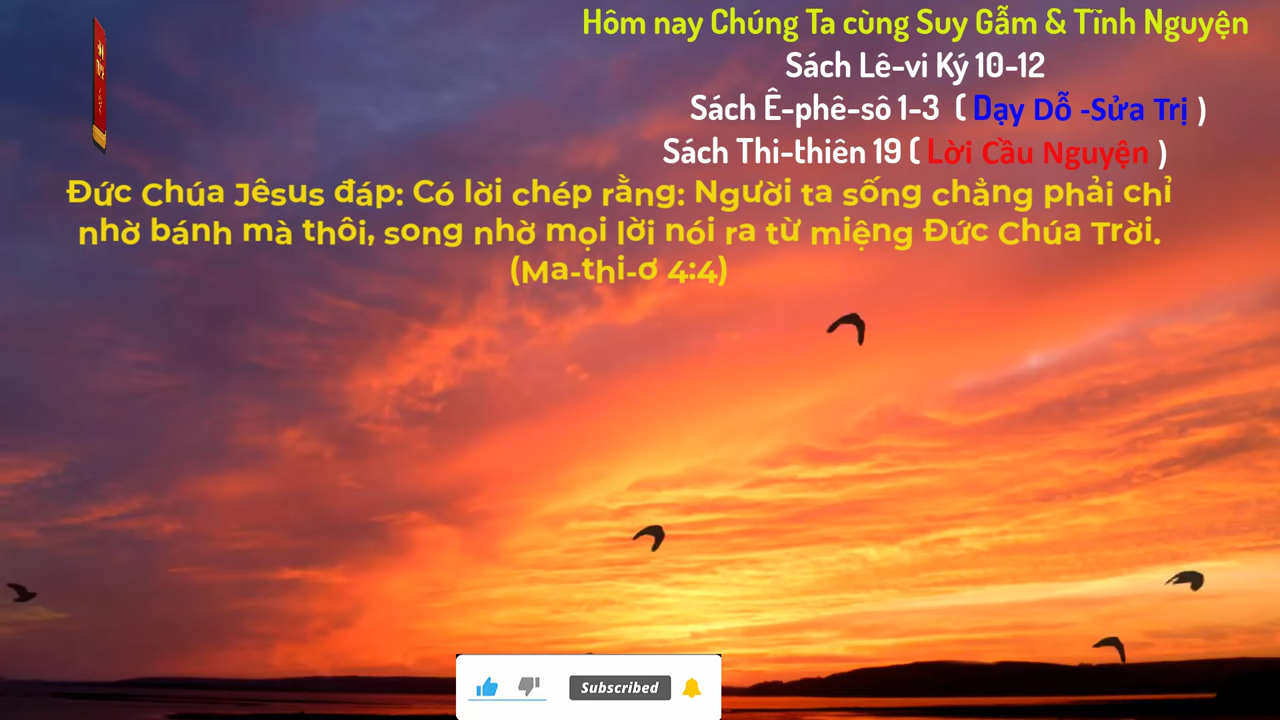 Hôm nay Chúng Ta cùng Suy Gẫm & Tĩnh Nguyện
Sách Lê-vi Ký 10-12
Sách Ê-phê-sô 1-3 ( Dạy Dỗ -Sửa Trị )
Sách Thi-thiên 19 ( Lời Cầu Nguyện )
Đức Chúa Jêsus đáp: Có lời chép rằng: Người ta sống chẳng phải chỉ
nhờ bánh mà thôi, song nhờ mọi lời nói ra từ miệng Đức Chúa Trời.
(Ma-thi-ơ 4:4)
Subscribed